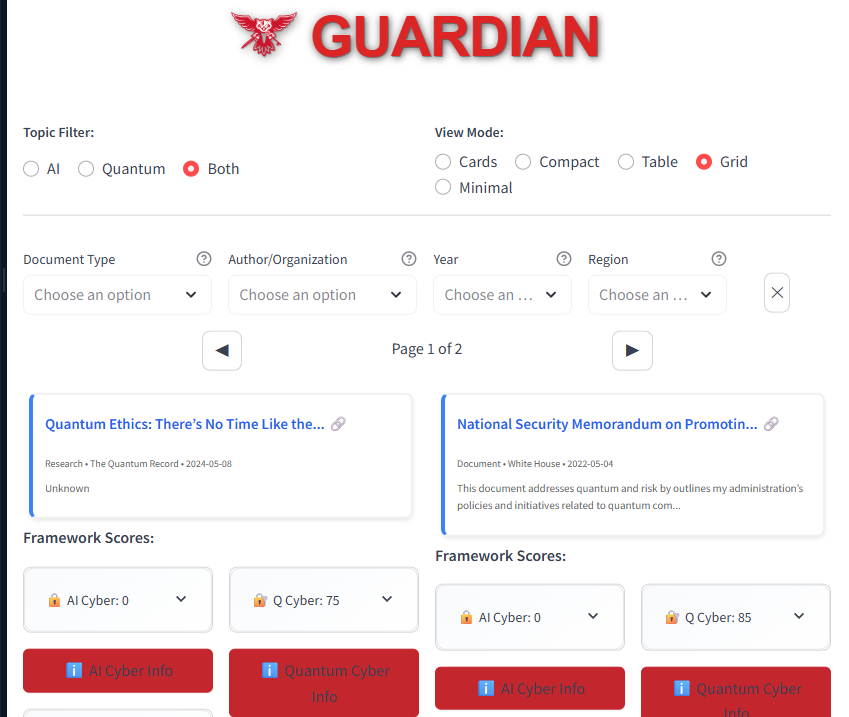 GUARDIAN
Topic Filter:
AI Quantum Both
View Mode:
Cards Compact Table Grid
Minimal
Document Type Author/Organization Year Region
Choose an option Choose an option Choose an ... Choose an ...
Page 1 of 2
Quantum Ethics: There’s No Time Like the...
Research • The Quantum Record • 2024-05-08
Unknown
Framework Scores:
AI Cyber: 0 Q Cyber: 75
AI Cyber Info Quantum Cyber
Info
National Security Memorandum on Promotin...
Document • White House • 2022-05-04
This document addresses quantum and risk by outlines my administration’s
policies and initiatives related to quantum com...
Framework Scores:
AI Cyber: 0 Q Cyber: 85
AI Cyber Info Quantum Cyber
Info